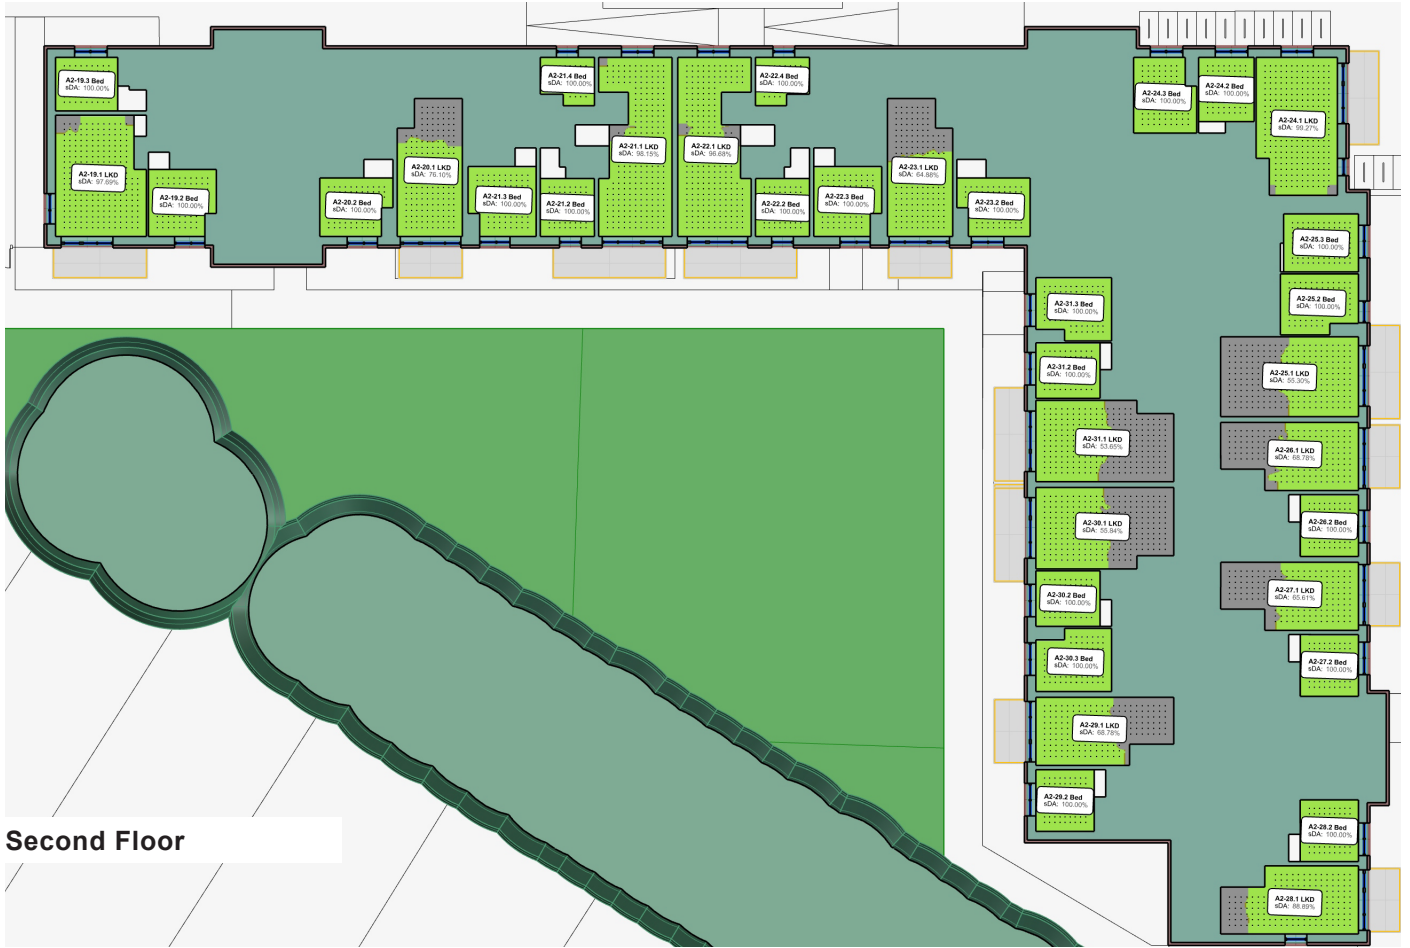 A2-19.3 Bed
sDA: 100.00%
A2-21.4 Bed
sDA: 100.00%
A2-22.4 Bed
sDA: 100.00%
A2-24.3 Bed
sDA: 100.00%
A2-24.2 Bed
sDA: 100.00%
A2-24.1 LKD
sDA: 99.27%
A2-19.1 LKD
sDA: 97.69%
A2-19.2 Bed
sDA: 100.00%
A2-20.2 Bed
sDA: 100.00%
A2-20.1 LKD
sDA: 76.10%
A2-21.3 Bed
sDA: 100.00%
A2-21.2 Bed
sDA: 100.00%
A2-21.1 LKD
sDA: 98.15%
A2-22.1 LKD
sDA: 96.68%
A2-22.2 Bed
sDA: 100.00%
A2-22.3 Bed
sDA: 100.00%
A2-23.1 LKD
sDA: 64.88%
A2-23.2 Bed
sDA: 100.00%
A2-25.3 Bed
sDA: 100.00%
A2-25.2 Bed
sDA: 100.00%
A2-31.3 Bed
sDA: 100.00%
A2-31.2 Bed
sDA: 100.00%
A2-25.1 LKD
sDA: 55.30%
A2-31.1 LKD
sDA: 53.65%
A2-26.1 LKD
sDA: 68.78%
A2-30.1 LKD
sDA: 55.84%
A2-26.2 Bed
sDA: 100.00%
A2-30.2 Bed
sDA: 100.00%
A2-27.1 LKD
sDA: 65.61%
A2-30.3 Bed
sDA: 100.00%
A2-27.2 Bed
sDA: 100.00%
A2-29.1 LKD
sDA: 68.78%
A2-29.2 Bed
sDA: 100.00%
A2-28.2 Bed
sDA: 100.00%
A2-28.1 LKD
sDA: 88.89%
Second Floor